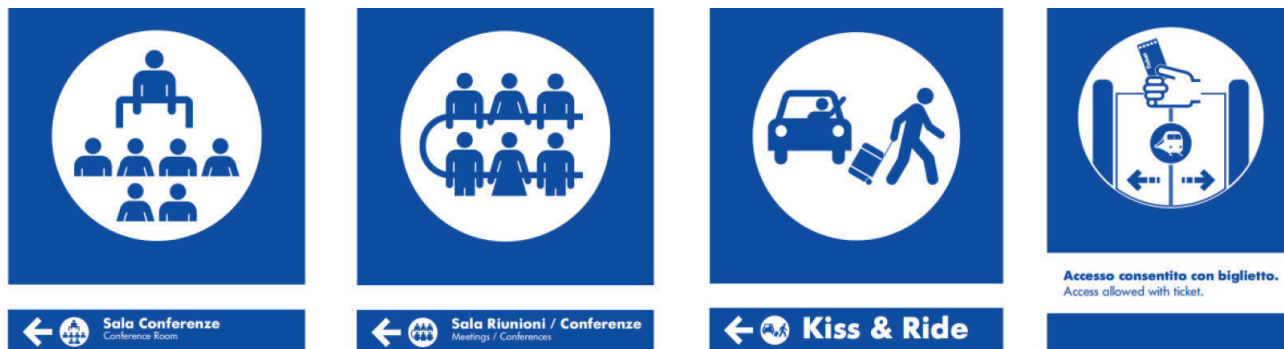 Sala Conferenze
Conference Room
Sala Riunioni / Conferenze
Meetings / Conferences
Kiss & Ride
Ticket
Accesso consentito con biglietto.
Access allowed with ticket.